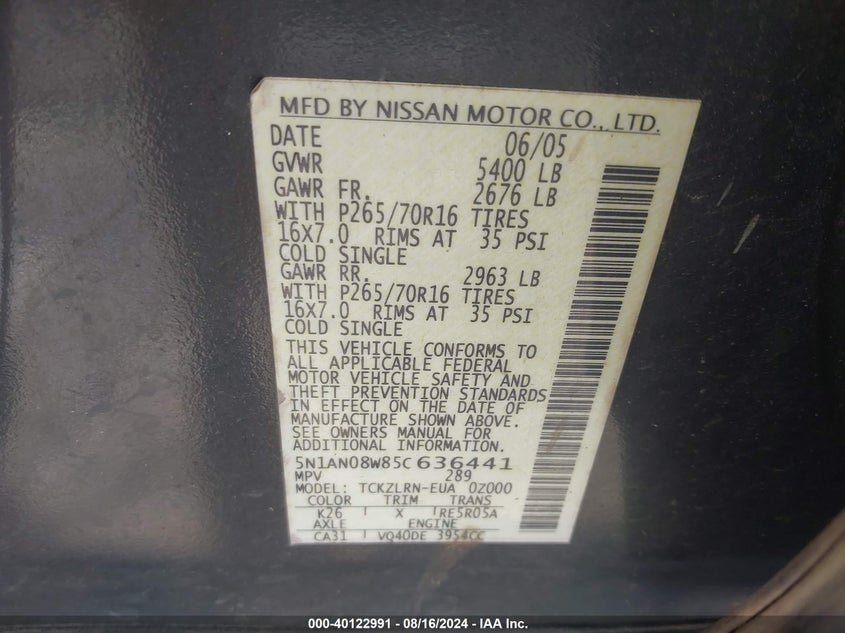 MFD BY NISSAN MOTOR CO., LTD.
DATE 06/05
GVWR 5400 LB
GAWR FR. 2676 LB
WITH P265/70R16 TIRES
16X7.0 RIMS AT 35 PSI
COLD SINGLE
GAWR RR. 2963 LB
WITH P265/70R16 TIRES
16X7.0 RIMS AT 35 PSI
COLD SINGLE
THIS VEHICLE CONFORMS TO
ALL APPLICABLE FEDERAL
MOTOR VEHICLE SAFETY AND
THEFT PREVENTION STANDARDS
IN EFFECT ON THE DATE OF
MANUFACTURE SHOWN ABOVE.
SEE OWNERS MANUAL FOR
ADDITIONAL INFORMATION.
5N1AN08W85C636441
MPV 289
MODEL: TCKZLRN-EUA 0Z000
COLOR TRIM TRANS
K26 X RE5R05A
AXLE ENGINE
CA31 VQ40DE 3954CC
000-40122991 - 08/16/2024 - IAA Inc.